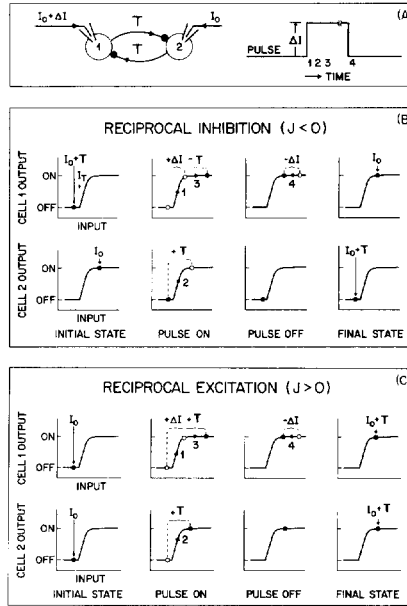 (A)
I₀+ΔI T I₀
1 2
T
PULSE T ΔI
1 2 3 4
→ TIME
(B)
RECIPROCAL INHIBITION (J<0)
CELL 1 OUTPUT
I₀+T +ΔI -T -ΔI I₀
I_T
ON
OFF
1 3 4
INPUT
CELL 2 OUTPUT
I₀ +T I₀+T
ON
OFF
2
INPUT
INITIAL STATE PULSE ON PULSE OFF FINAL STATE
(C)
RECIPROCAL EXCITATION (J>0)
CELL 1 OUTPUT
I₀ +ΔI +T -ΔI I₀+T
ON
OFF
1 3 4
INPUT
CELL 2 OUTPUT
I₀ +T I₀+T
ON
OFF
2
INPUT
INITIAL STATE PULSE ON PULSE OFF FINAL STATE